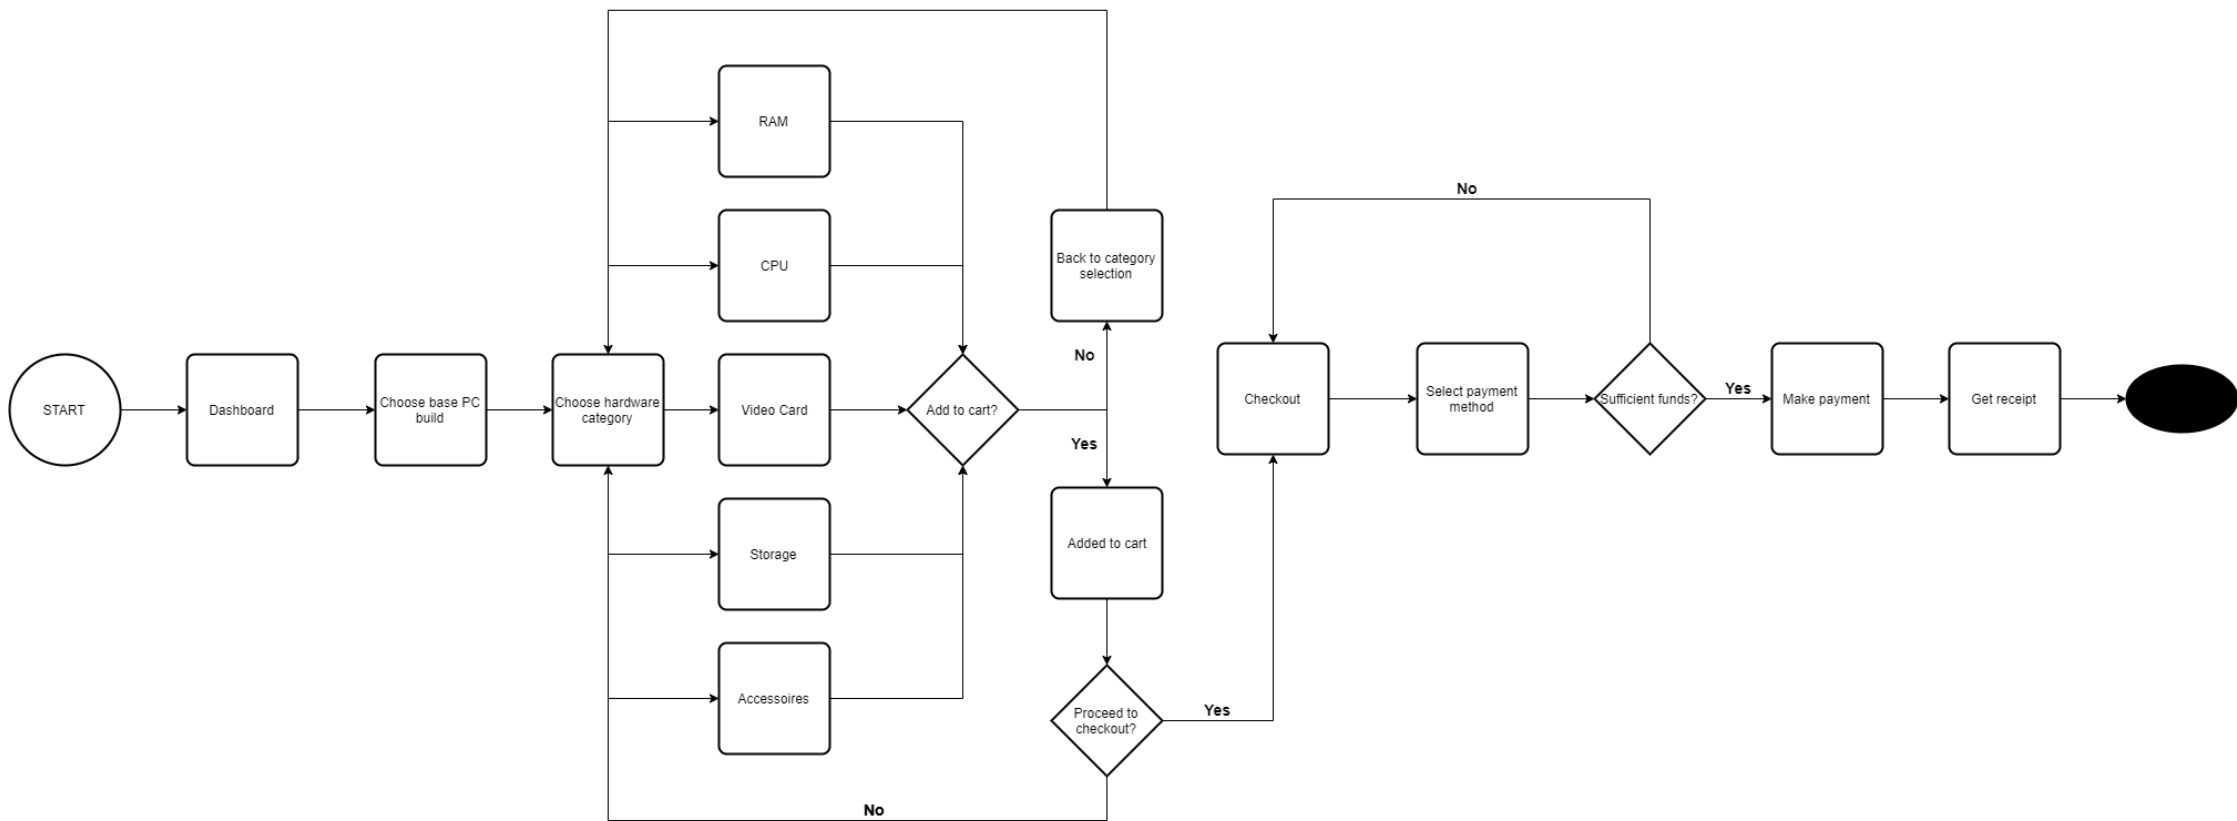 START
Dashboard
Choose base PC
build
Choose hardware
category
RAM
CPU
Video Card
Storage
Accessoires
Add to cart?
No
Yes
Back to category
selection
Added to cart
Proceed to
checkout?
No
Yes
Checkout
Select payment
method
Sufficient funds?
No
Yes
Make payment
Get receipt